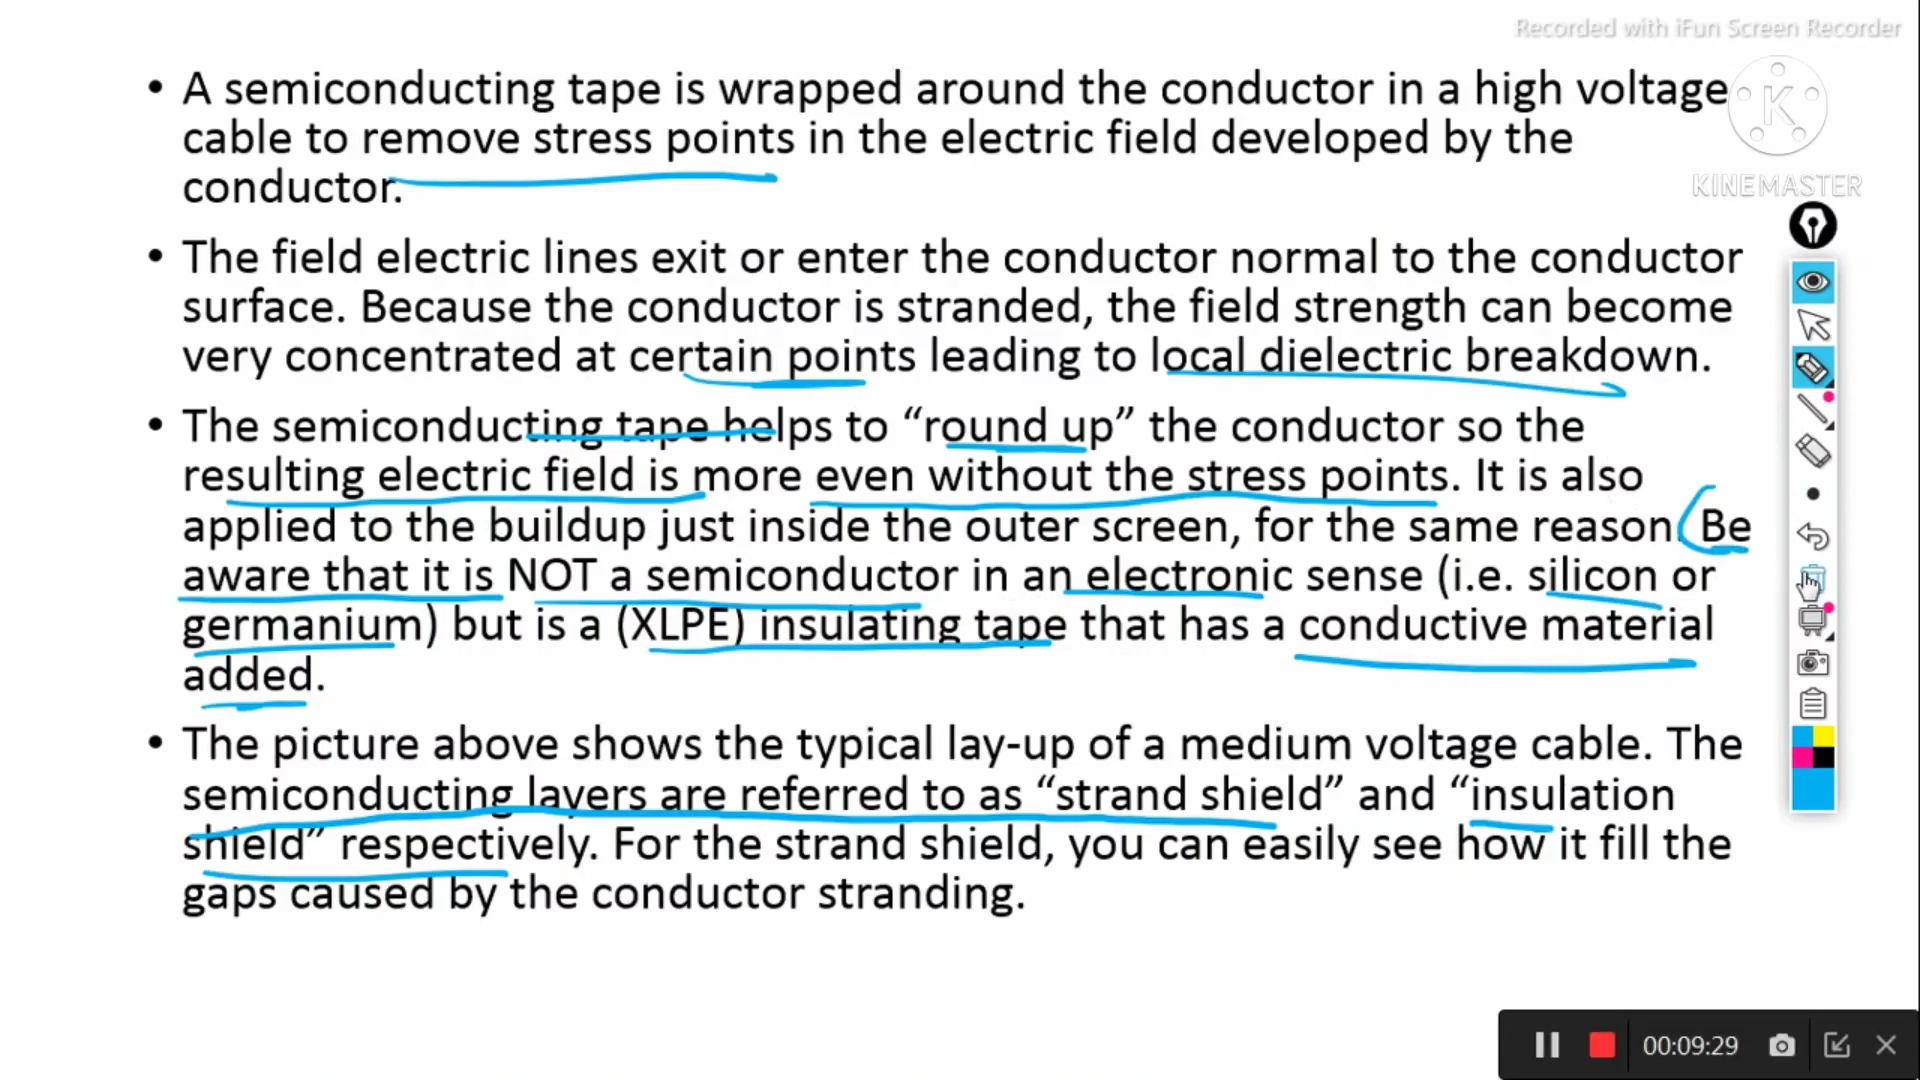 Recorded with iFun Screen Recorder
• A semiconducting tape is wrapped around the conductor in a high voltage
cable to remove stress points in the electric field developed by the
conductor.
K
KINEMASTER
• The field electric lines exit or enter the conductor normal to the conductor
surface. Because the conductor is stranded, the field strength can become
very concentrated at certain points leading to local dielectric breakdown.
• The semiconducting tape helps to “round up” the conductor so the
resulting electric field is more even without the stress points. It is also
applied to the buildup just inside the outer screen, for the same reason. Be
aware that it is NOT a semiconductor in an electronic sense (i.e. silicon or
germanium) but is a (XLPE) insulating tape that has a conductive material
added.
• The picture above shows the typical lay-up of a medium voltage cable. The
semiconducting layers are referred to as “strand shield” and “insulation
shield” respectively. For the strand shield, you can easily see how it fill the
gaps caused by the conductor stranding.
00:09:29